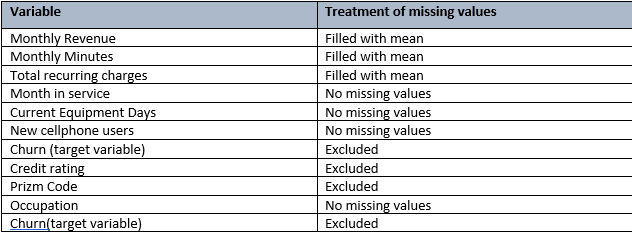 Variable Treatment of missing values
Monthly Revenue Filled with mean
Monthly Minutes Filled with mean
Total recurring charges Filled with mean
Month in service No missing values
Current Equipment Days No missing values
New cellphone users No missing values
Churn (target variable) Excluded
Credit rating Excluded
Prizm Code Excluded
Occupation No missing values
Churn(target variable) Excluded